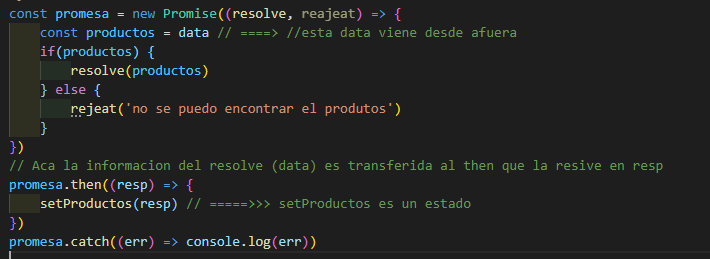 const promesa = new Promise((resolve, reajeat) => {
    const productos = data // ====> //esta data viene desde afuera
    if(productos) {
        resolve(productos)
    } else {
        rejeat('no se puedo encontrar el produtos')
    }
})
// Aca la informacion del resolve (data) es transferida al then que la resive en resp
promesa.then((resp) => {
    setProductos(resp) // =====>>> setProductos es un estado
})
promesa.catch((err) => console.log(err))